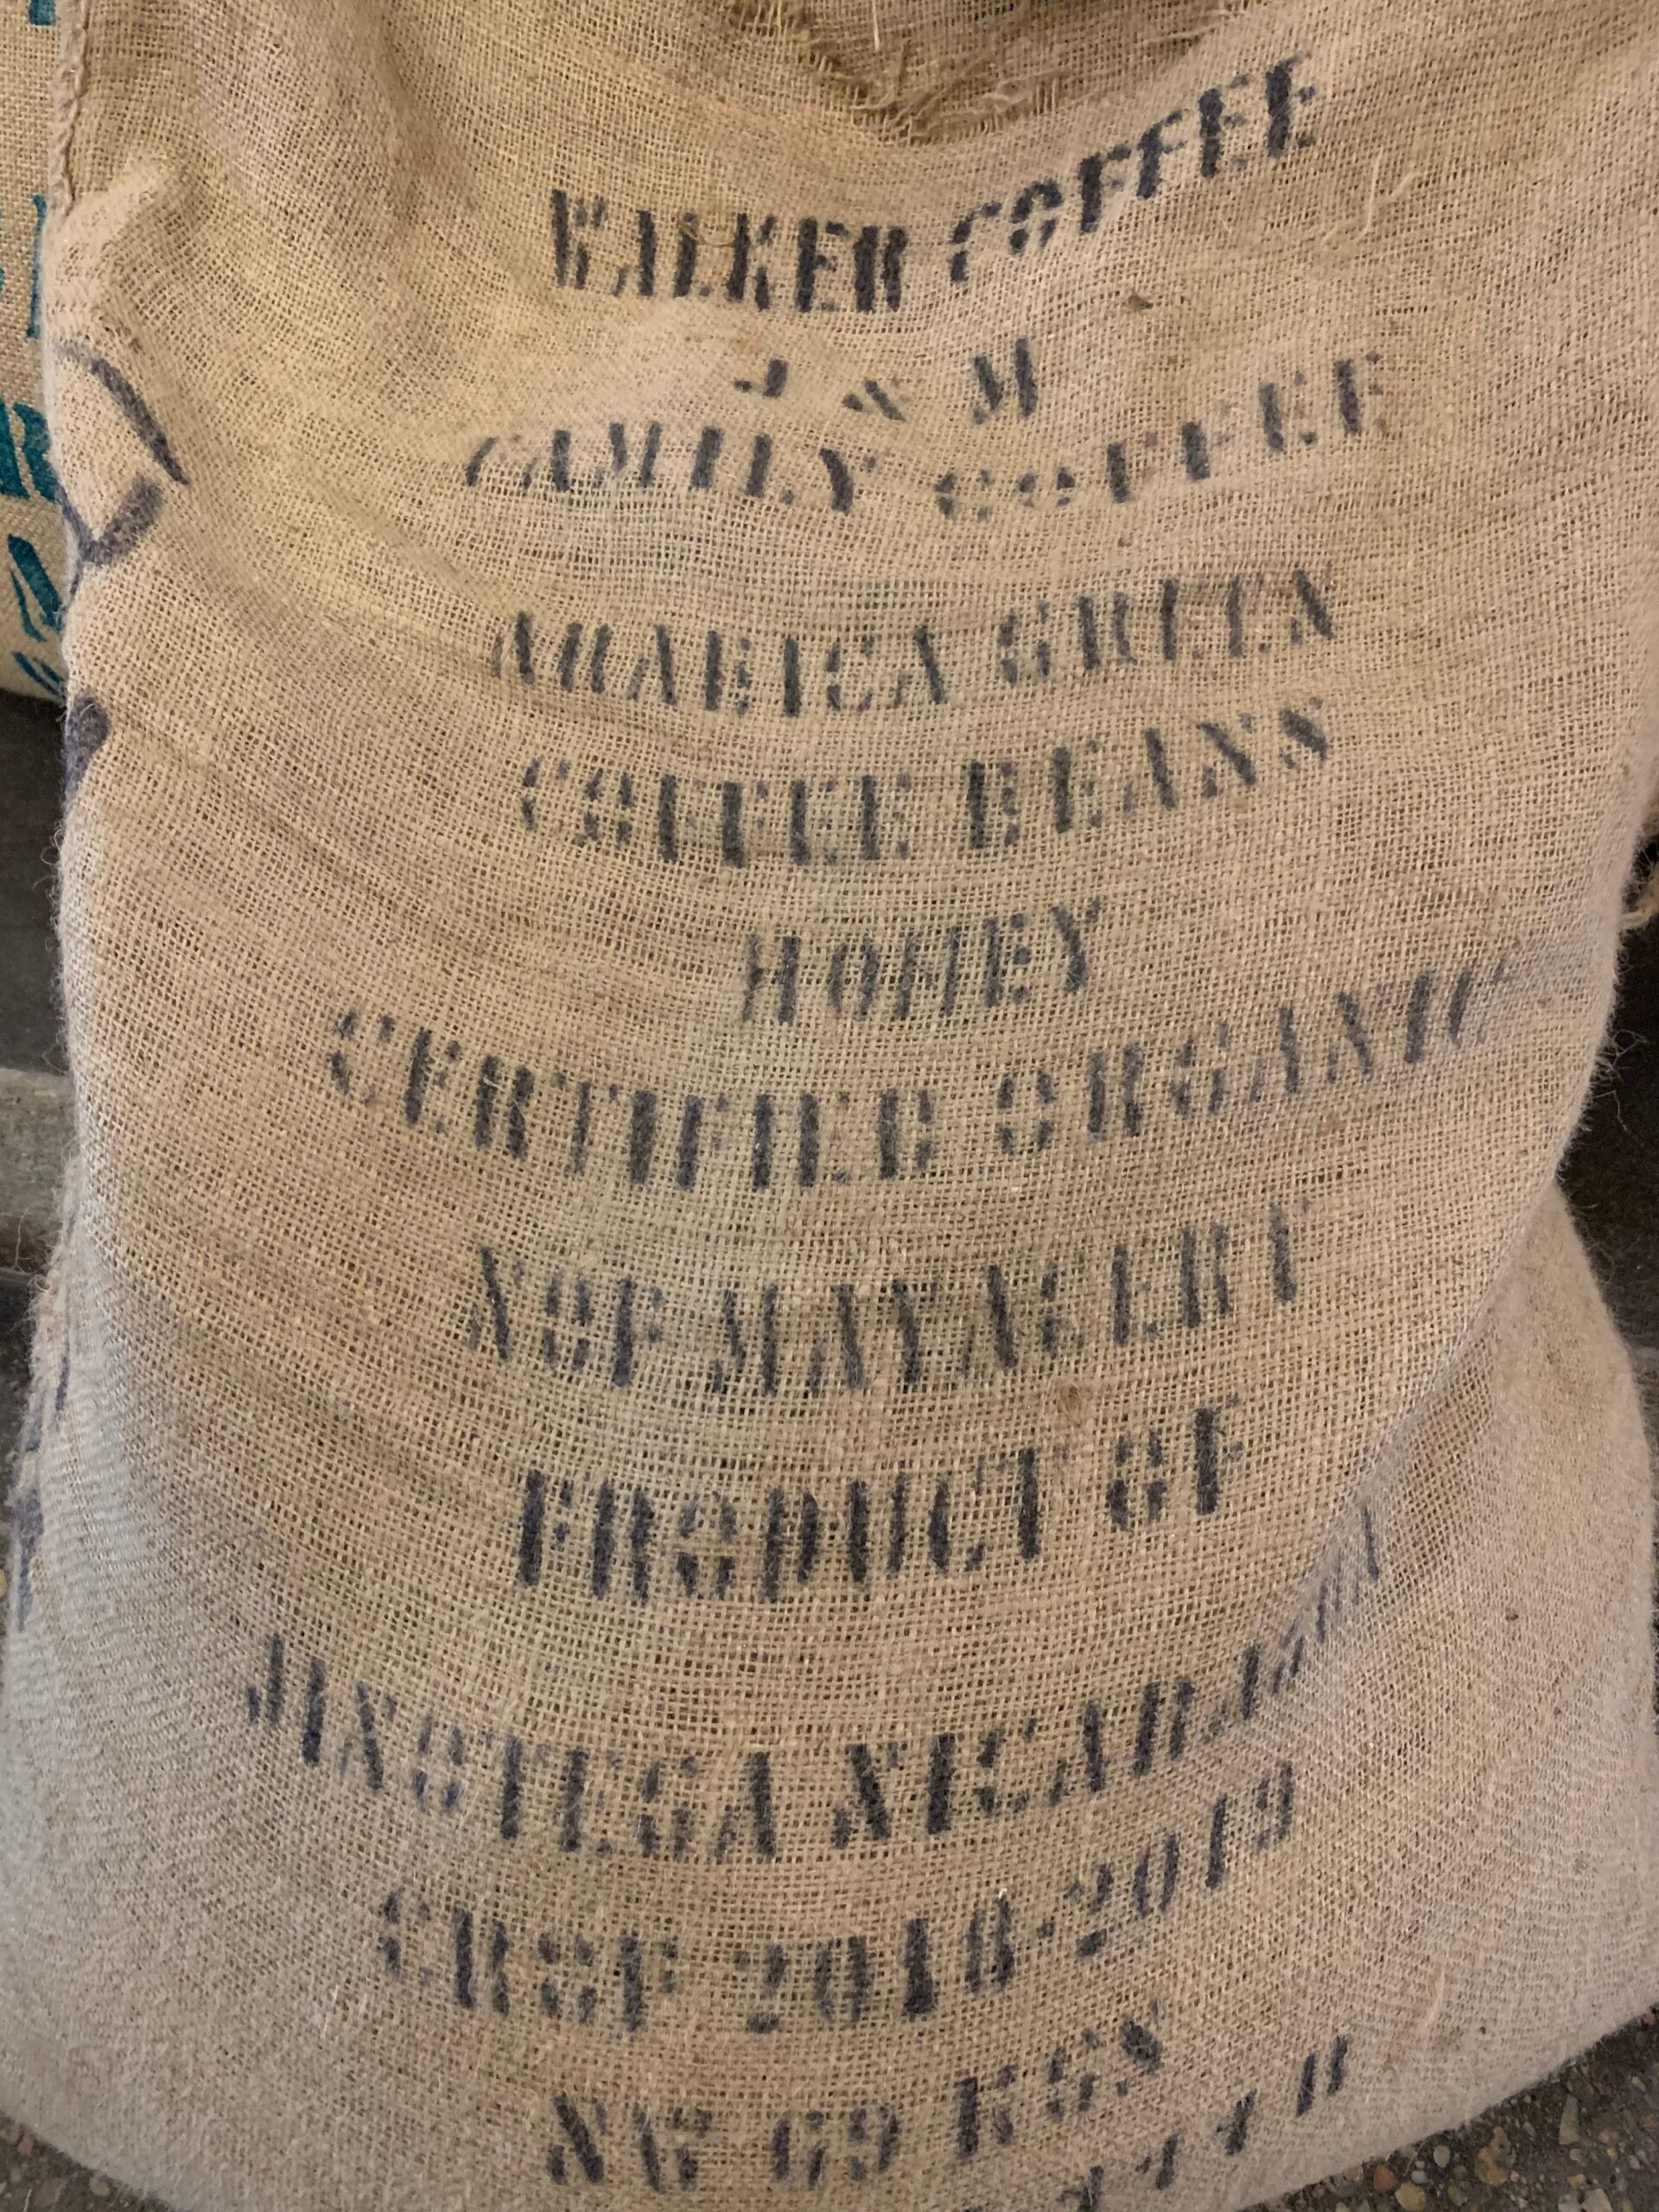 WALKER COFFEE
J & M
FAMILY COFFEE
ARABICA GREEN
COFFEE BEANS
HONEY
CERTIFIED ORGANIC
NOP MAYACERT
PRODUCT OF
JINOTEGA NICARAGUA
CROP 2018-2019
69 KGS